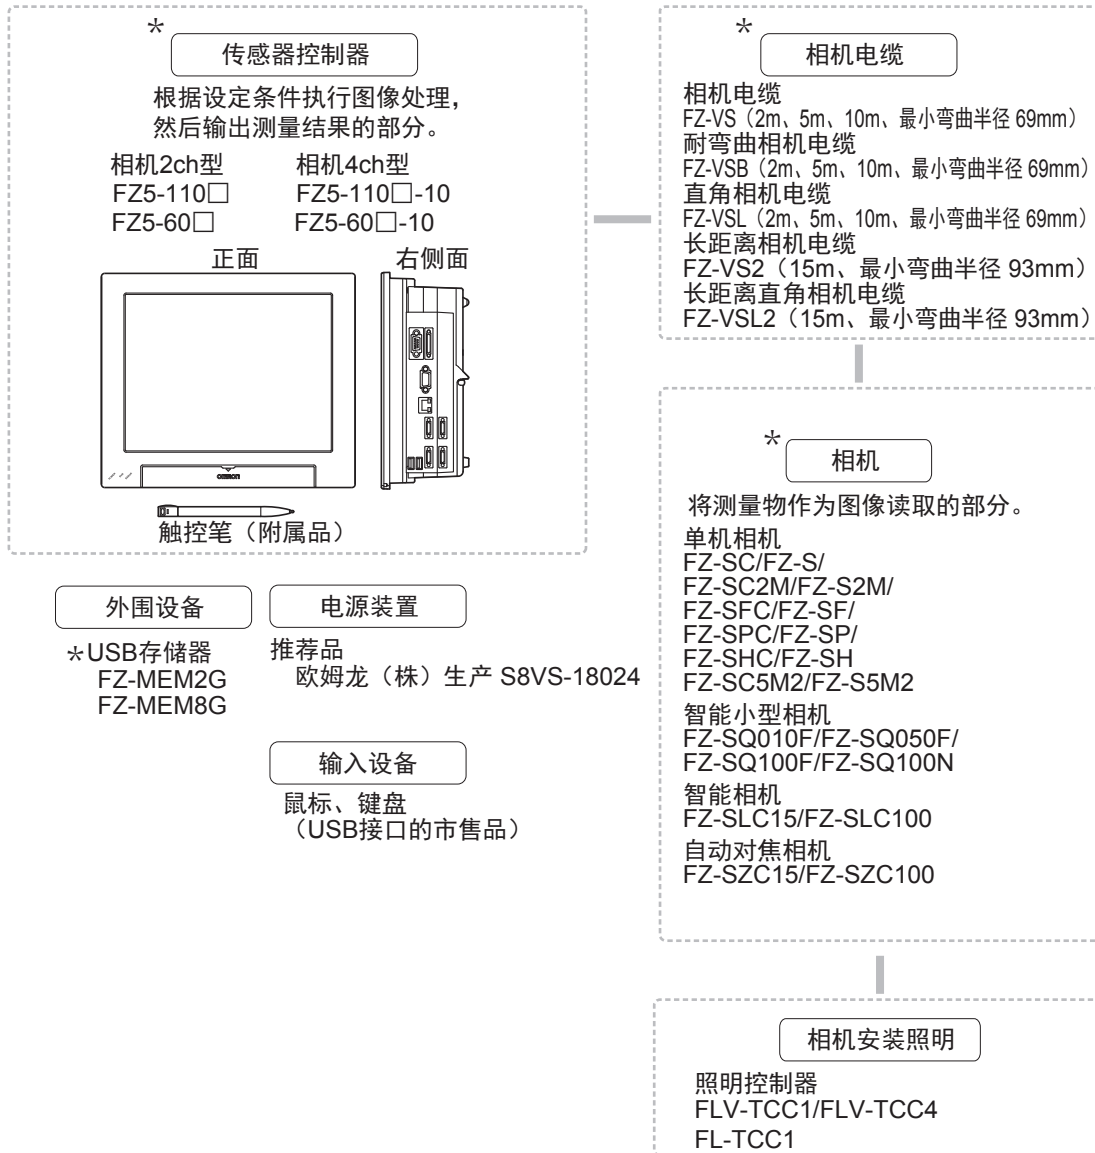 *
传感器控制器
根据设定条件执行图像处理，
然后输出测量结果的部分。
相机2ch型
FZ5-110□
FZ5-60□
相机4ch型
FZ5-110□-10
FZ5-60□-10
正面
右侧面
OMRON
触控笔（附属品）
外围设备
*USB存储器
FZ-MEM2G
FZ-MEM8G
电源装置
推荐品
欧姆龙（株）生产 S8VS-18024
输入设备
鼠标、键盘
（USB接口的市售品）
*
相机电缆
相机电缆
FZ-VS（2m、5m、10m、最小弯曲半径 69mm）
耐弯曲相机电缆
FZ-VSB（2m、5m、10m、最小弯曲半径 69mm）
直角相机电缆
FZ-VSL（2m、5m、10m、最小弯曲半径 69mm）
长距离相机电缆
FZ-VS2（15m、最小弯曲半径 93mm）
长距离直角相机电缆
FZ-VSL2（15m、最小弯曲半径 93mm）
*
相机
将测量物作为图像读取的部分。
单机相机
FZ-SC/FZ-S/
FZ-SC2M/FZ-S2M/
FZ-SFC/FZ-SF/
FZ-SPC/FZ-SP/
FZ-SHC/FZ-SH
FZ-SC5M2/FZ-S5M2
智能小型相机
FZ-SQ010F/FZ-SQ050F/
FZ-SQ100F/FZ-SQ100N
智能相机
FZ-SLC15/FZ-SLC100
自动对焦相机
FZ-SZC15/FZ-SZC100
相机安装照明
照明控制器
FLV-TCC1/FLV-TCC4
FL-TCC1